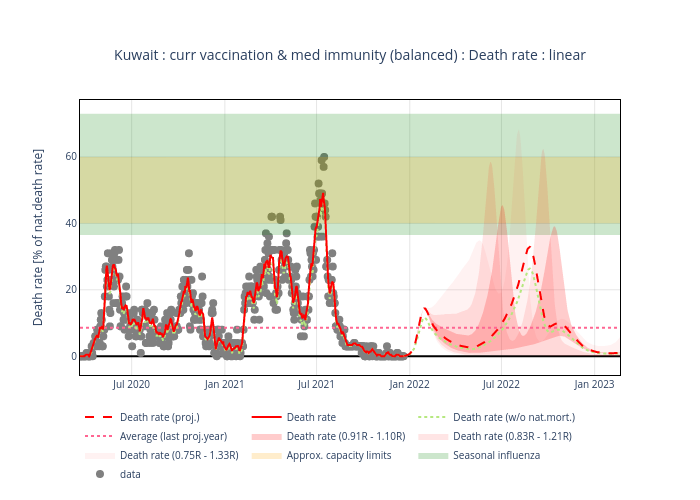 Kuwait : curr vaccination & med immunity (balanced) : Death rate : linear
Death rate [% of nat.death rate]
60
40
20
0
Jul 2020
Jan 2021
Jul 2021
Jan 2022
Jul 2022
Jan 2023
Death rate (proj.)
Death rate
Death rate (w/o nat.mort.)
Average (last proj.year)
Death rate (0.91R - 1.10R)
Death rate (0.83R - 1.21R)
Death rate (0.75R - 1.33R)
Approx. capacity limits
Seasonal influenza
data